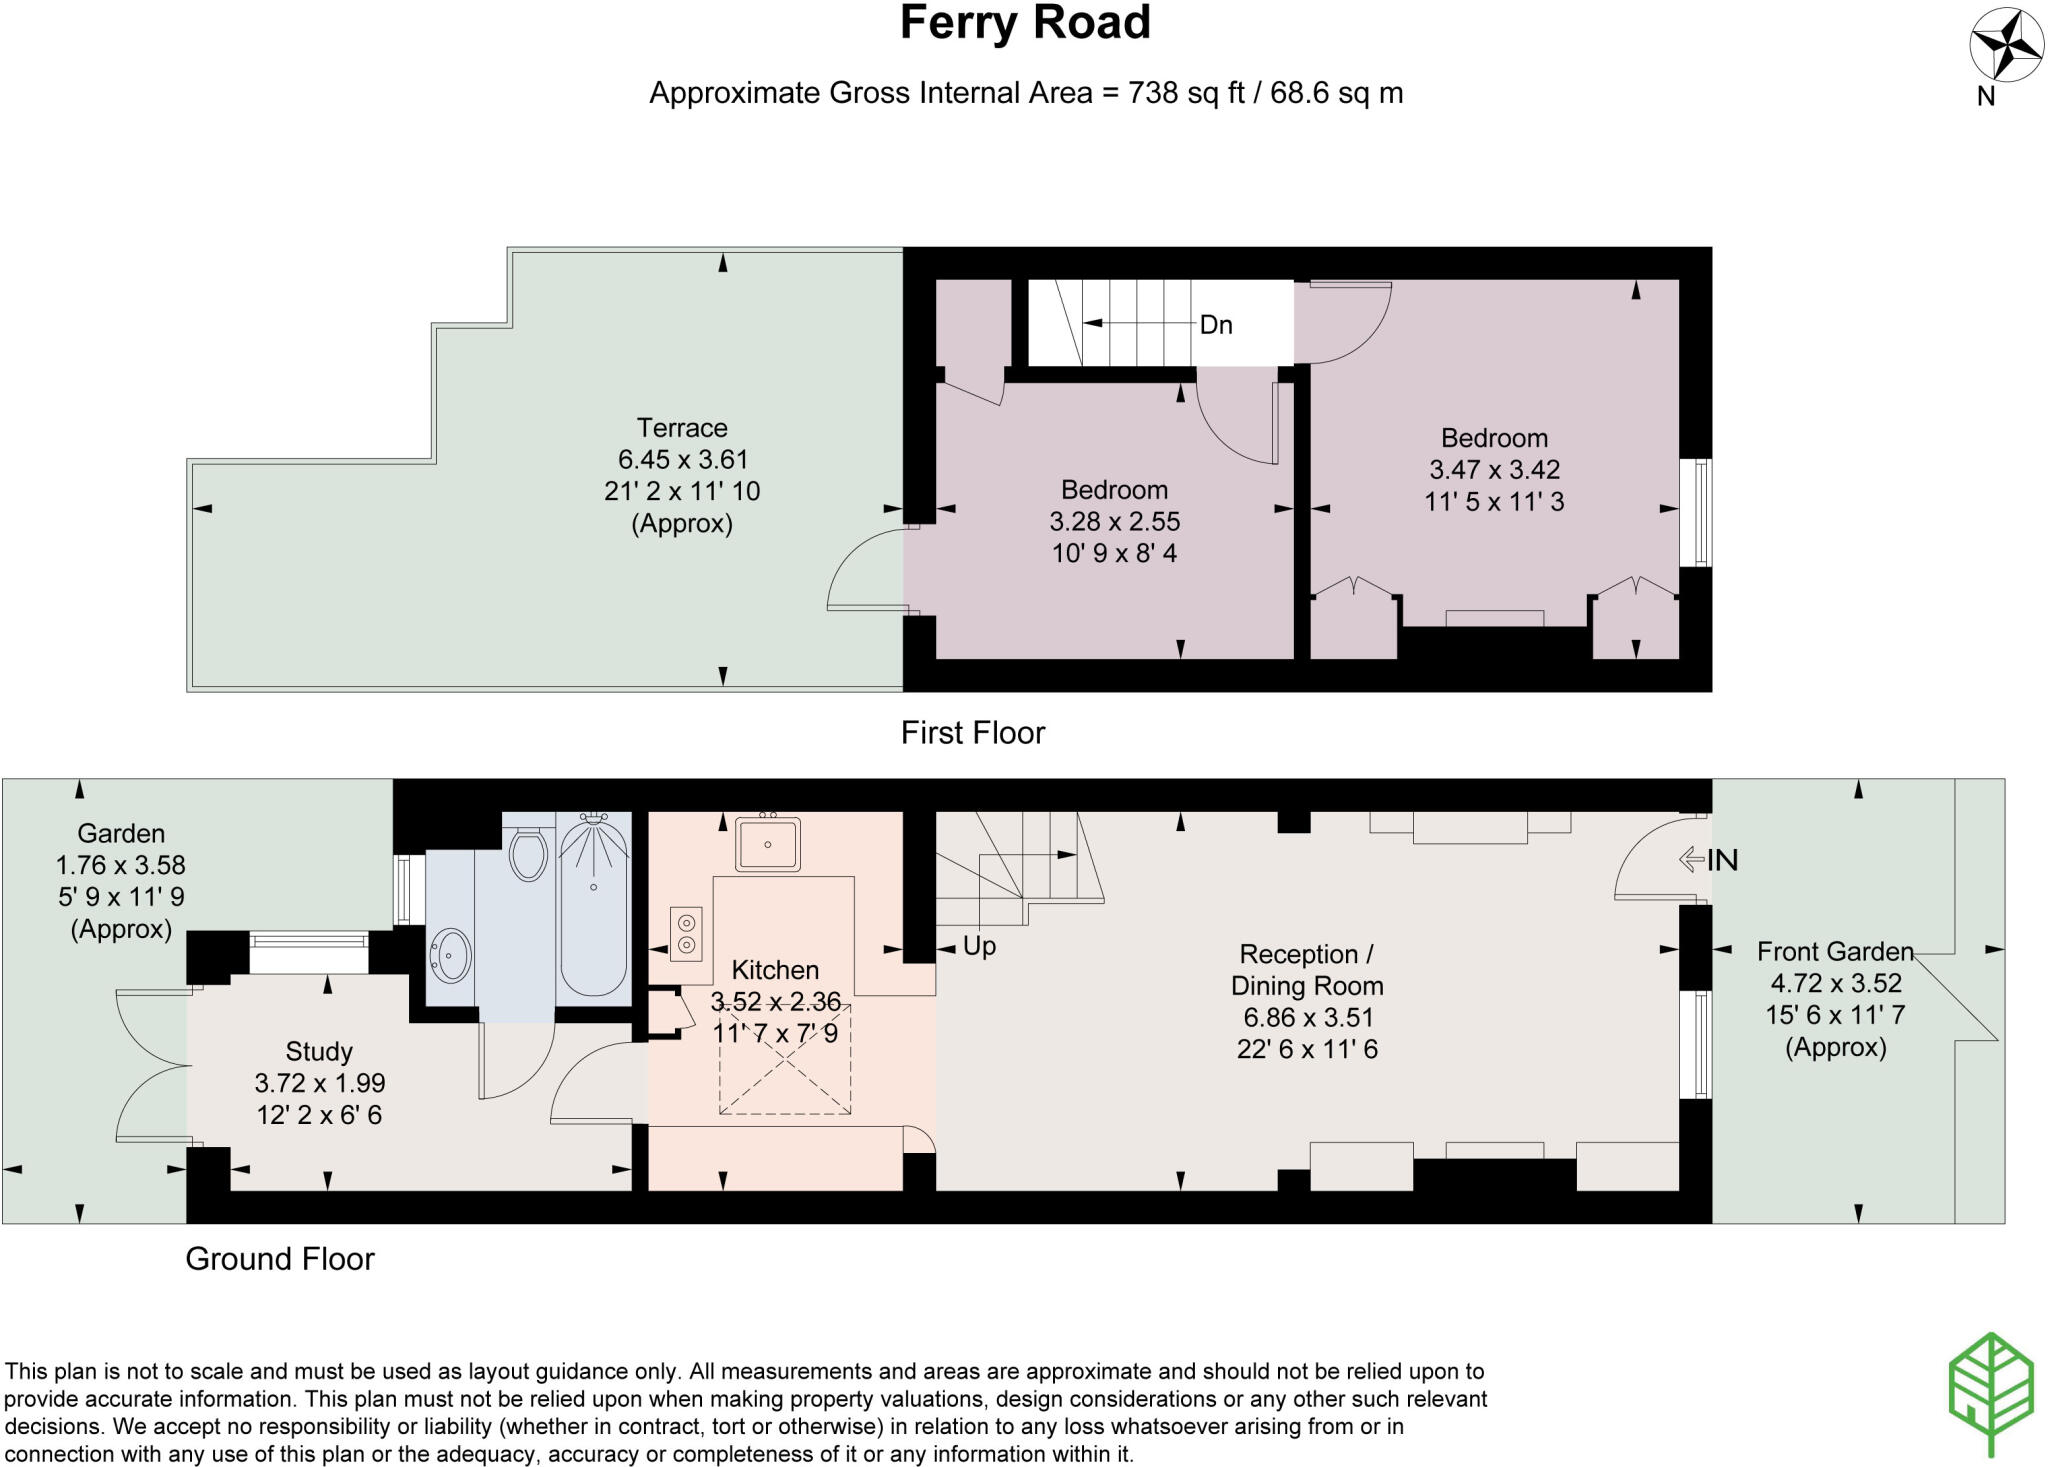 Ferry Road
Approximate Gross Internal Area = 738 sq ft / 68.6 sq m
N
Dn
Terrace
6.45 x 3.61
21' 2 x 11' 10
(Approx)
Bedroom
3.28 x 2.55
10' 9 x 8' 4
Bedroom
3.47 x 3.42
11' 5 x 11' 3
First Floor
Garden
1.76 x 3.58
5' 9 x 11' 9
(Approx)
Study
3.72 x 1.99
12' 2 x 6' 6
Kitchen
3.52 x 2.36
11' 7 x 7' 9
Up
Reception /
Dining Room
6.86 x 3.51
22' 6 x 11' 6
IN
Front Garden
4.72 x 3.52
15' 6 x 11' 7
(Approx)
Ground Floor
This plan is not to scale and must be used as layout guidance only. All measurements and areas are approximate and should not be relied upon to
provide accurate information. This plan must not be relied upon when making property valuations, design considerations or any other such relevant
decisions. We accept no responsibility or liability (whether in contract, tort or otherwise) in relation to any loss whatsoever arising from or in
connection with any use of this plan or the adequacy, accuracy or completeness of it or any information within it.